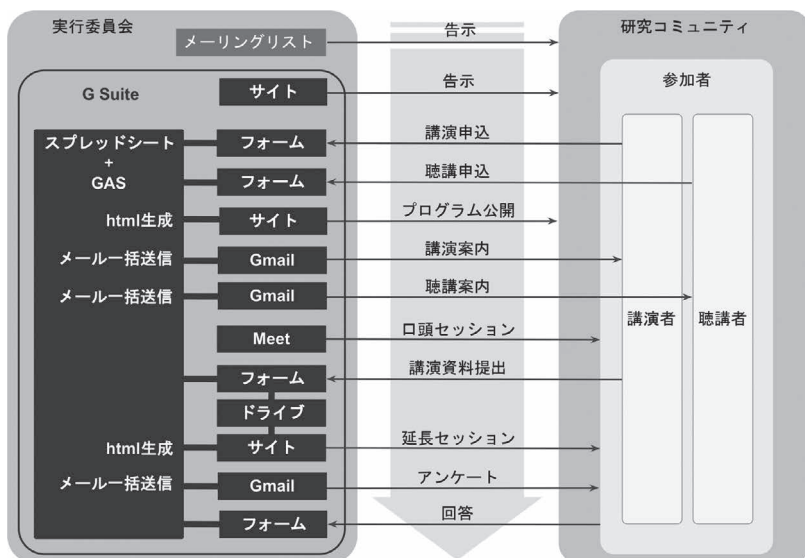 実行委員会
研究コミュニティ
メーリングリスト
告示
参加者
G Suite
サイト
告示
スプレッドシート
+
GAS
フォーム
講演申込
フォーム
聴講申込
html生成
サイト
プログラム公開
メール一括送信
Gmail
講演案内
メール一括送信
Gmail
聴講案内
講演者
聴講者
Meet
口頭セッション
フォーム
講演資料提出
ドライブ
html生成
サイト
延長セッション
メール一括送信
Gmail
アンケート
フォーム
回答